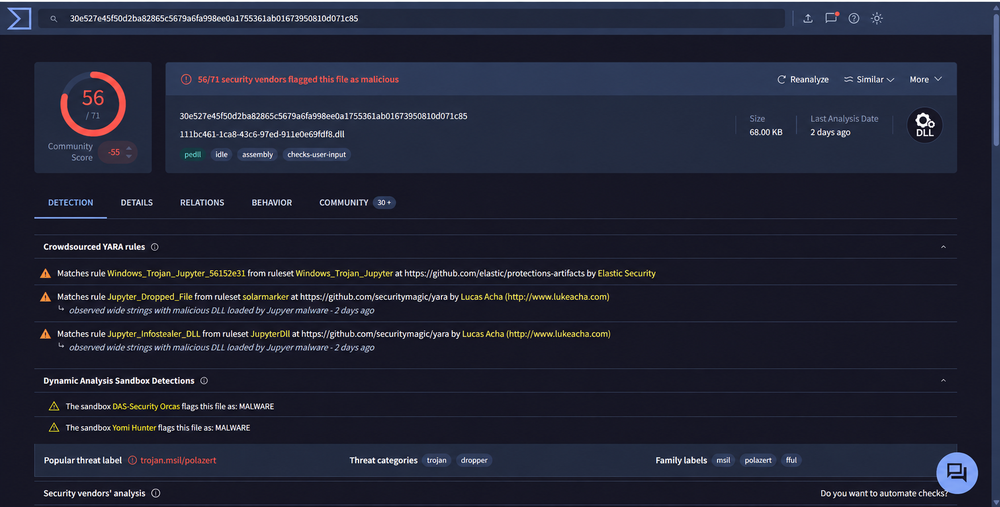 30e527e45f50d2ba82865c5679a6fa998ee0a1755361ab01673950810d071c85
56
/ 71
Community
Score
-55
56/71 security vendors flagged this file as malicious
Reanalyze
Similar
More
30e527e45f50d2ba82865c5679a6fa998ee0a1755361ab01673950810d071c85
111bc461-1ca8-43c6-97ed-911e0e69fdf8.dll
pedll
idle
assembly
checks-user-input
Size
68.00 KB
Last Analysis Date
2 days ago
DLL
DETECTION
DETAILS
RELATIONS
BEHAVIOR
COMMUNITY
30 +
Crowdsourced YARA rules
Matches rule Windows_Trojan_Jupyter_56152e31 from ruleset Windows_Trojan_Jupyter at https://github.com/elastic/protections-artifacts by Elastic Security
Matches rule Jupyter_Dropped_File from ruleset solarmarker at https://github.com/securitymagic/yara by Lucas Acha (http://www.lukeacha.com)
observed wide strings with malicious DLL loaded by Jupyer malware - 2 days ago
Matches rule Jupyter_Infostealer_DLL from ruleset JupyterDll at https://github.com/securitymagic/yara by Lucas Acha (http://www.lukeacha.com)
observed wide strings with malicious DLL loaded by Jupyer malware - 2 days ago
Dynamic Analysis Sandbox Detections
The sandbox DAS-Security Orcas flags this file as: MALWARE
The sandbox Yomi Hunter flags this file as: MALWARE
Popular threat label
trojan.msil/polazert
Threat categories
trojan
dropper
Family labels
msil
polazert
fful
Security vendors' analysis
Do you want to automate checks?